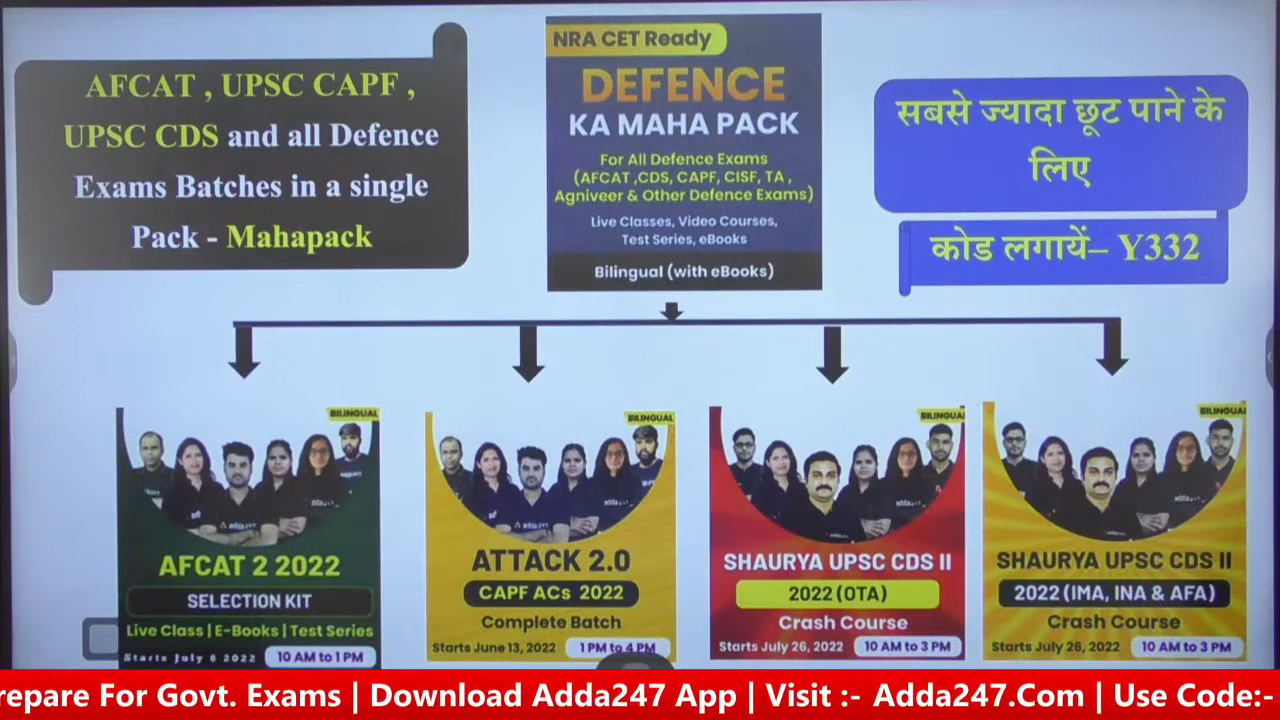 AFCAT , UPSC CAPF ,
UPSC CDS and all Defence
Exams Batches in a single
Pack - Mahapack
NRA CET Ready
DEFENCE
KA MAHA PACK
For All Defence Exams
(AFCAT ,CDS, CAPF, CISF, TA ,
Agniveer & Other Defence Exams)
Live Classes, Video Courses,
Test Series, eBooks
Bilingual (with eBooks)
सबसे ज्यादा छूट पाने के
लिए
कोड लगायें– Y332
BILINGUAL
AFCAT 2 2022
SELECTION KIT
Live Class | E-Books | Test Series
Starts July 6 2022
10 AM to 1 PM
BILINGUAL
ATTACK 2.0
CAPF ACs 2022
Complete Batch
Starts June 13, 2022
1 PM to 4 PM
BILINGUAL
SHAURYA UPSC CDS II
2022 (OTA)
Crash Course
Starts July 26, 2022
10 AM to 3 PM
BILINGUAL
SHAURYA UPSC CDS II
2022 (IMA, INA & AFA)
Crash Course
Starts July 26, 2022
10 AM to 3 PM
repare For Govt. Exams | Download Adda247 App | Visit :- Adda247.Com | Use Code:-